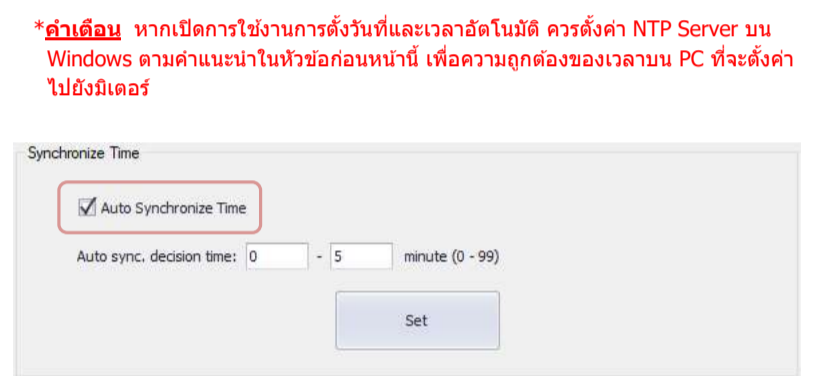 *คำเตือน หากเปิดการใช้งานการตั้งวันที่และเวลาอัตโนมัติ ควรตั้งค่า NTP Server บน
Windows ตามคำแนะนำในหัวข้อก่อนหน้านี้ เพื่อความถูกต้องของเวลาบน PC ที่จะตั้งค่า
ไปยังมิเตอร์
Synchronize Time
Auto Synchronize Time
Auto sync. decision time: 0 - 5 minute (0 - 99)
Set